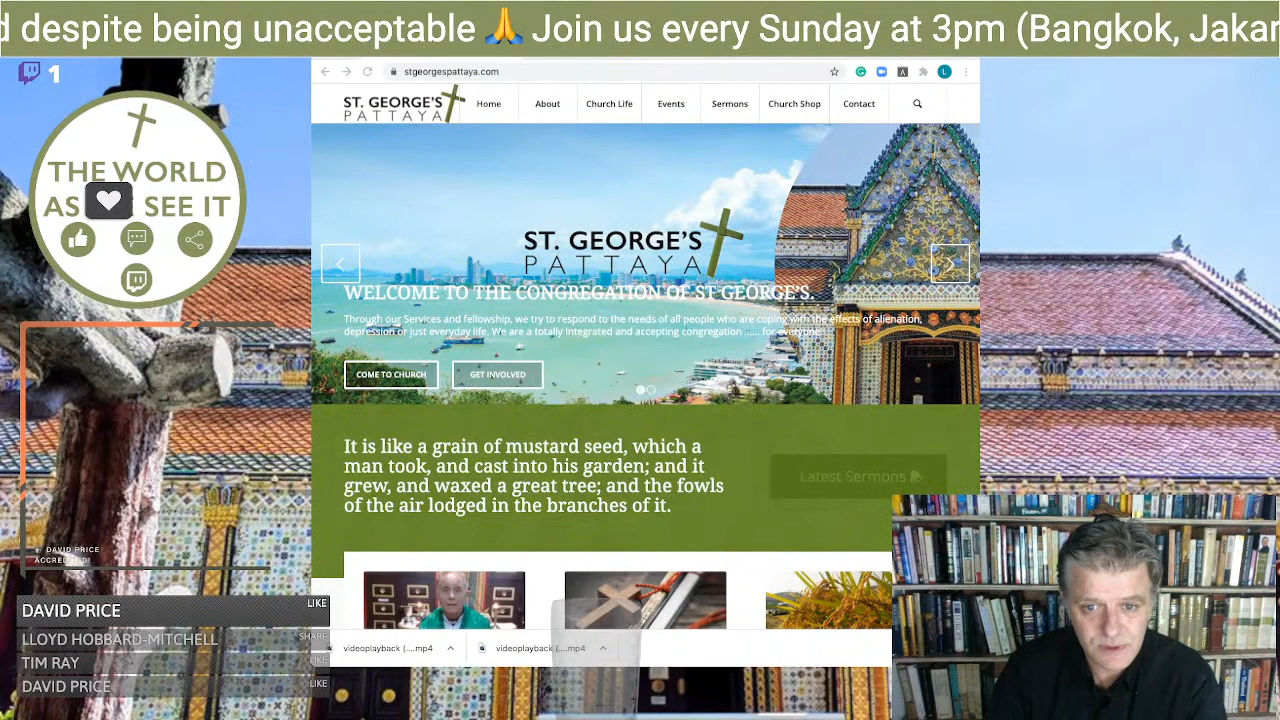 d despite being unacceptable 🙏 Join us every Sunday at 3pm (Bangkok, Jakar
1
THE WORLD
AS SEE IT
stgeorgespattaya.com
L
ST. GEORGE'S
PATTAYA
Home About Church Life Events Sermons Church Shop Contact
ST. GEORGE'S
PATTAYA
WELCOME TO THE CONGREGATION OF ST GEORGE'S.
Through our Services and fellowship, we try to respond to the needs of all people who are coping with the effects of alienation,
depression or just everyday life. We are a totally integrated and accepting congregation ...... for everyone.
COME TO CHURCH GET INVOLVED
It is like a grain of mustard seed, which a
man took, and cast into his garden; and it
grew, and waxed a great tree; and the fowls
of the air lodged in the branches of it.
Latest Sermons
DAVID PRICE
DAVID PRICE LIKE
LLOYD HOBBARD-MITCHELL SHARE
TIM RAY LIKE
DAVID PRICE LIKE
videoplayback (....mp4 videoplayback (....mp4